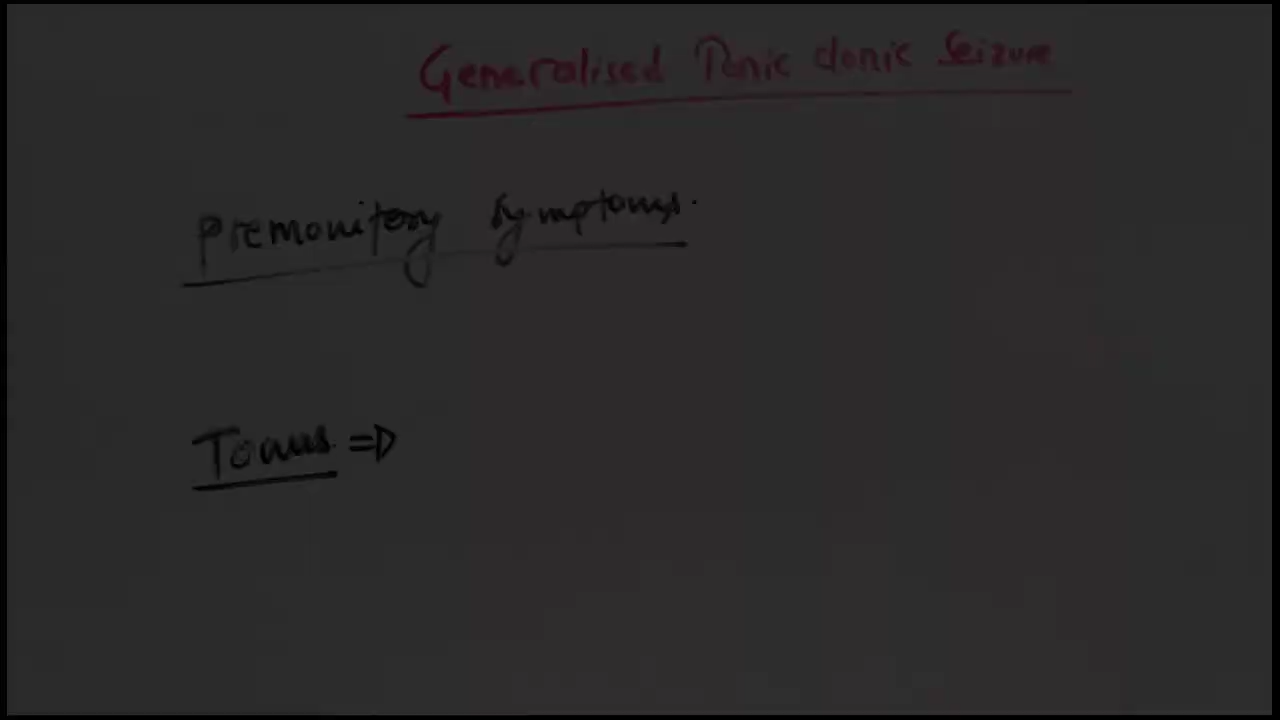 Generalised Tonic clonic Seizure
Premonitory symptoms.
Tonus. ⇒